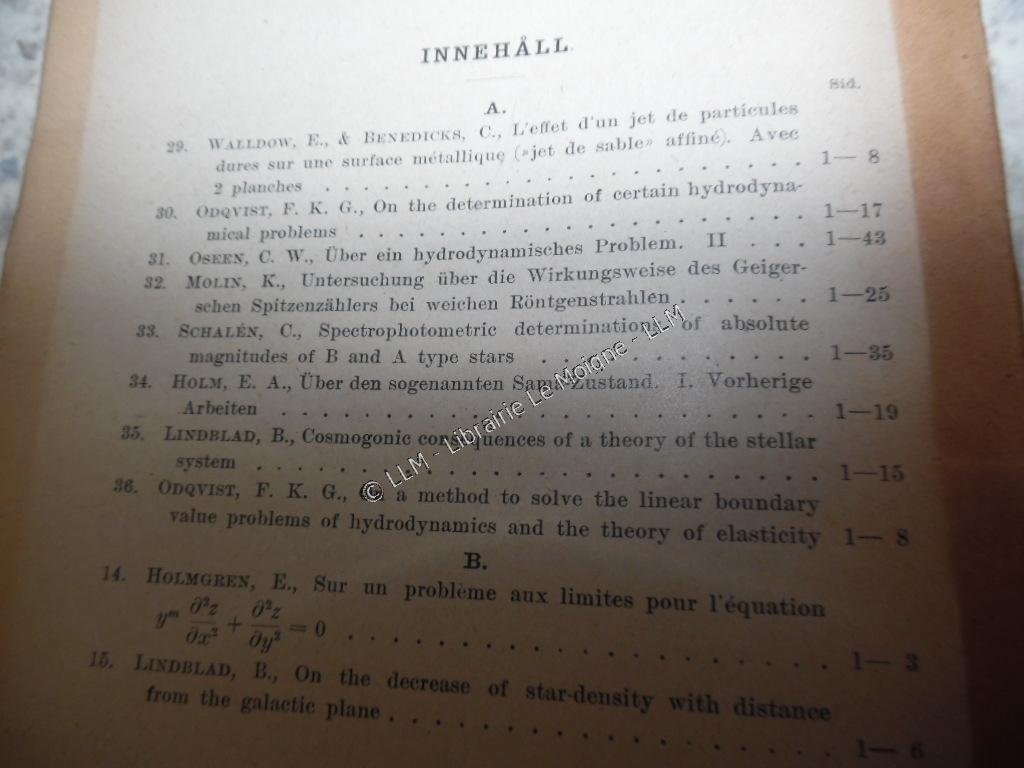 INNEHÅLL.
Sid.
A.
29. WALLDOW, E., & BENEDICKS, C., L'effet d'un jet de particules
dures sur une surface métallique (»jet de sable» affiné). Avec
2 planches . . . . . . . . . . . . . . . . . . 1— 8
30. ODQVIST, F. K. G., On the determination of certain hydrodyna-
mical problems . . . . . . . . . . . . . . . . 1—17
31. OSEEN, C. W., Über ein hydrodynamisches Problem. II . . . 1—43
32. MOLIN, K., Untersuchung über die Wirkungsweise des Geiger-
schen Spitzenzählers bei weichen Röntgenstrahlen . . . . . . 1—25
33. SCHALÉN, C., Spectrophotometric determinations of absolute
magnitudes of B and A type stars . . . . . . . . . . . 1—35
34. HOLM, E. A., Über den sogenannten Sama-Zustand. I. Vorherige
Arbeiten . . . . . . . . . . . . . . . . . . . . 1—19
35. LINDBLAD, B., Cosmogonic consequences of a theory of the stellar
system . . . . . . . . . . . . . . . . . . . . 1—15
36. ODQVIST, F. K. G., a method to solve the linear boundary
value problems of hydrodynamics and the theory of elasticity 1— 8
B.
14. HOLMGREN, E., Sur un problème aux limites pour l'équation
yᵐ ∂²z/∂x² + ∂²z/∂y² = 0 . . . . . . . . . . . . . . . . . 1— 3
15. LINDBLAD, B., On the decrease of star-density with distance
from the galactic plane . . . . . . . . . . . . . . . . 1— 6
© LLM - Librairie Le Moigne - LLM